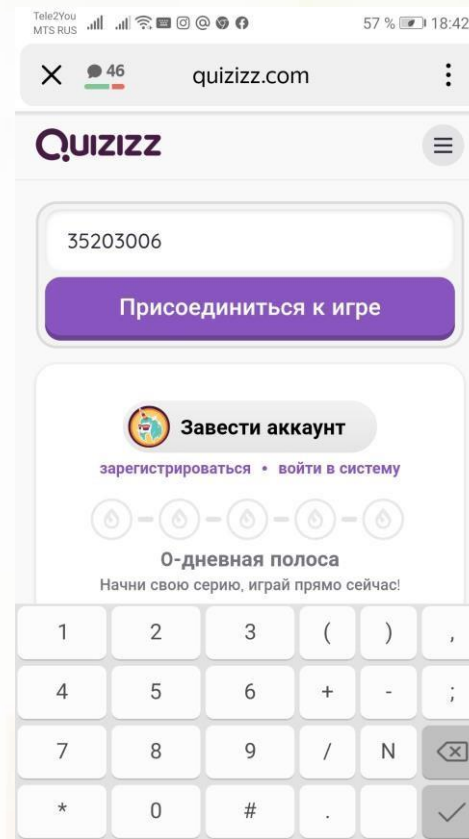 Tele2You
MTS RUS 57 % 18:42
46 quizizz.com
QUIZIZZ
35203006
Присоединиться к игре
Завести аккаунт
зарегистрироваться • войти в систему
0-дневная полоса
Начни свою серию, играй прямо сейчас!
1 2 3 ( ) ,
4 5 6 + - ;
7 8 9 / N
* 0 # .